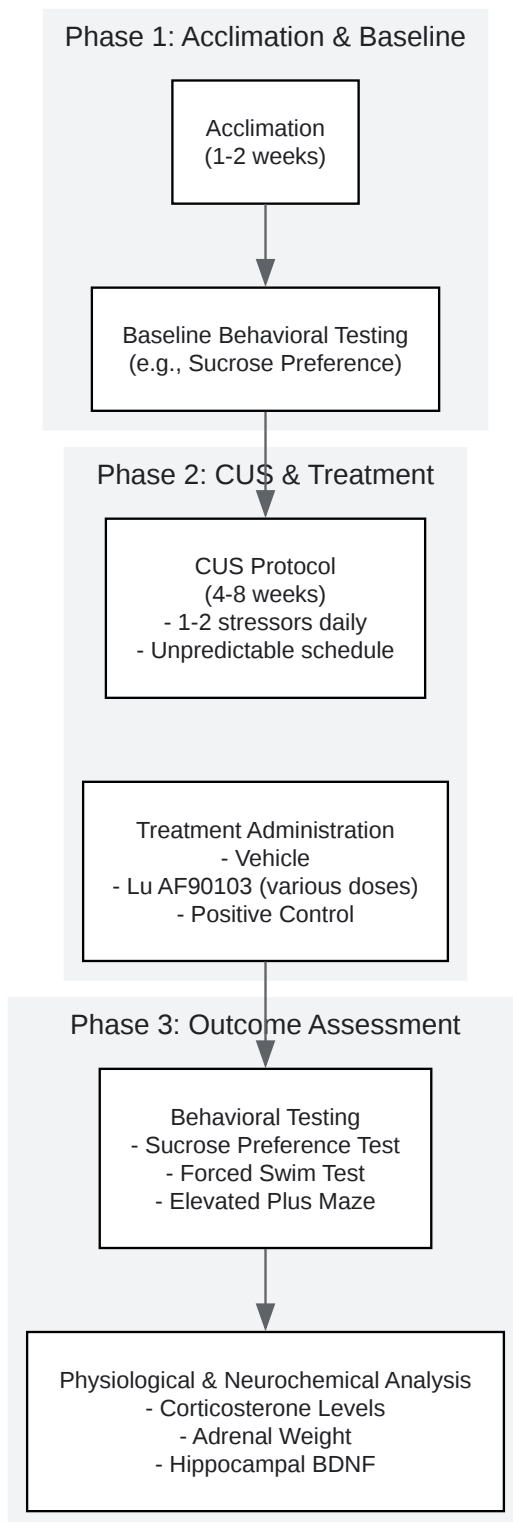 Phase 1: Acclimation & Baseline
Acclimation
(1-2 weeks)
Baseline Behavioral Testing
(e.g., Sucrose Preference)
Phase 2: CUS & Treatment
CUS Protocol
(4-8 weeks)
- 1-2 stressors daily
- Unpredictable schedule
Treatment Administration
- Vehicle
- Lu AF90103 (various doses)
- Positive Control
Phase 3: Outcome Assessment
Behavioral Testing
- Sucrose Preference Test
- Forced Swim Test
- Elevated Plus Maze
Physiological & Neurochemical Analysis
- Corticosterone Levels
- Adrenal Weight
- Hippocampal BDNF